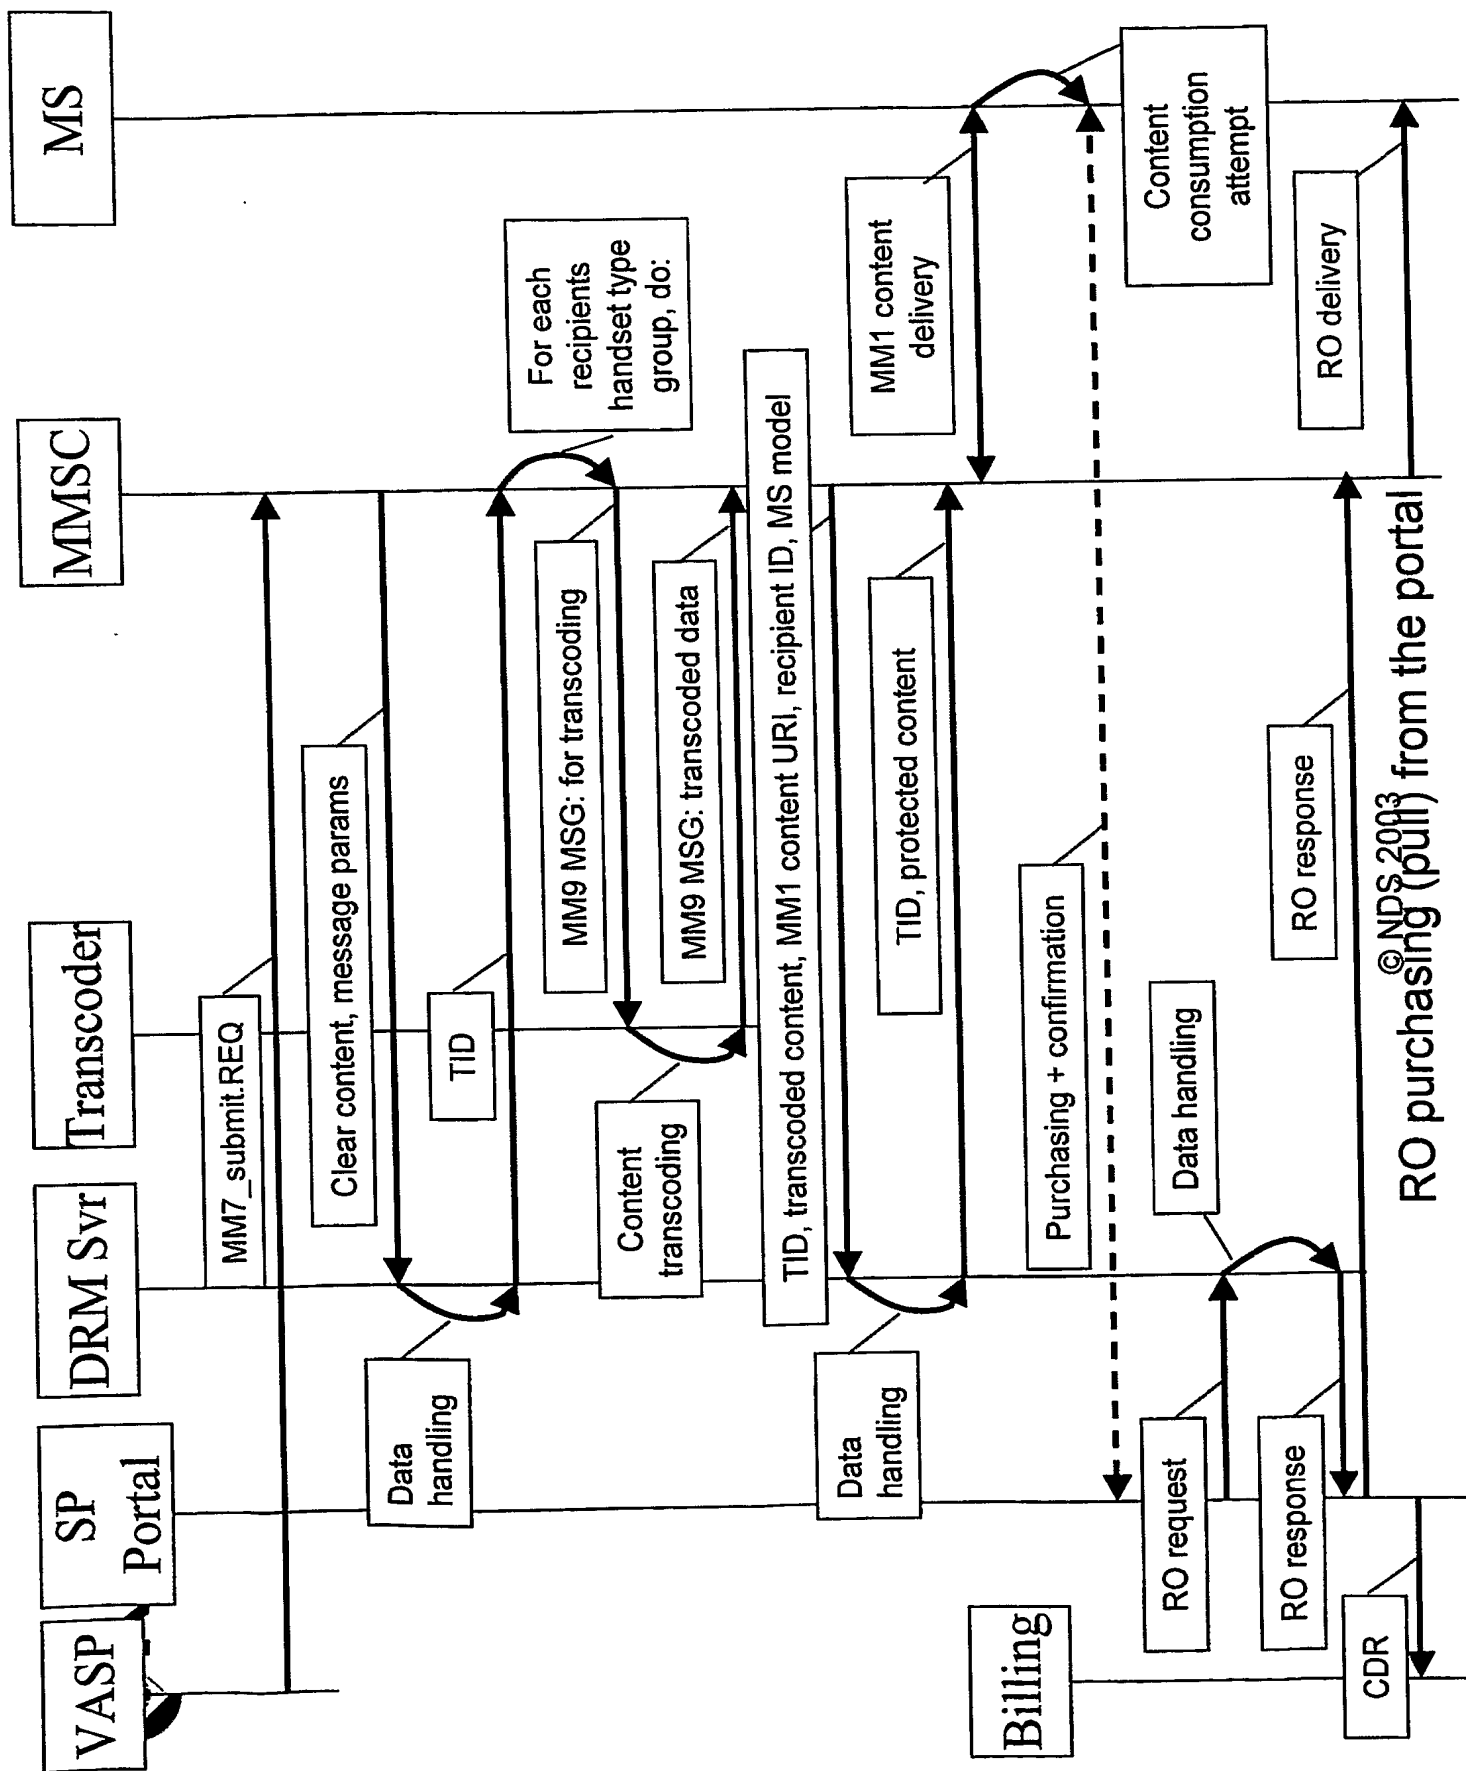 VASP
SP
Portal
DRM Svr
Transcoder
MMSC
MS
MM7_submit.REQ
Clear content, message params
Data
handling
TID
For each
recipients
handset type
group, do:
MM9 MSG: for transcoding
Content
transcoding
MM9 MSG: transcoded data
TID, transcoded content, MM1 content URI, recipient ID, MS model
Data
handling
TID, protected content
MM1 content
delivery
Content
consumption
attempt
Purchasing + confirmation
Billing
RO request
Data handling
RO response
RO response
RO delivery
CDR
© NDS 2003
RO purchasing (pull) from the portal